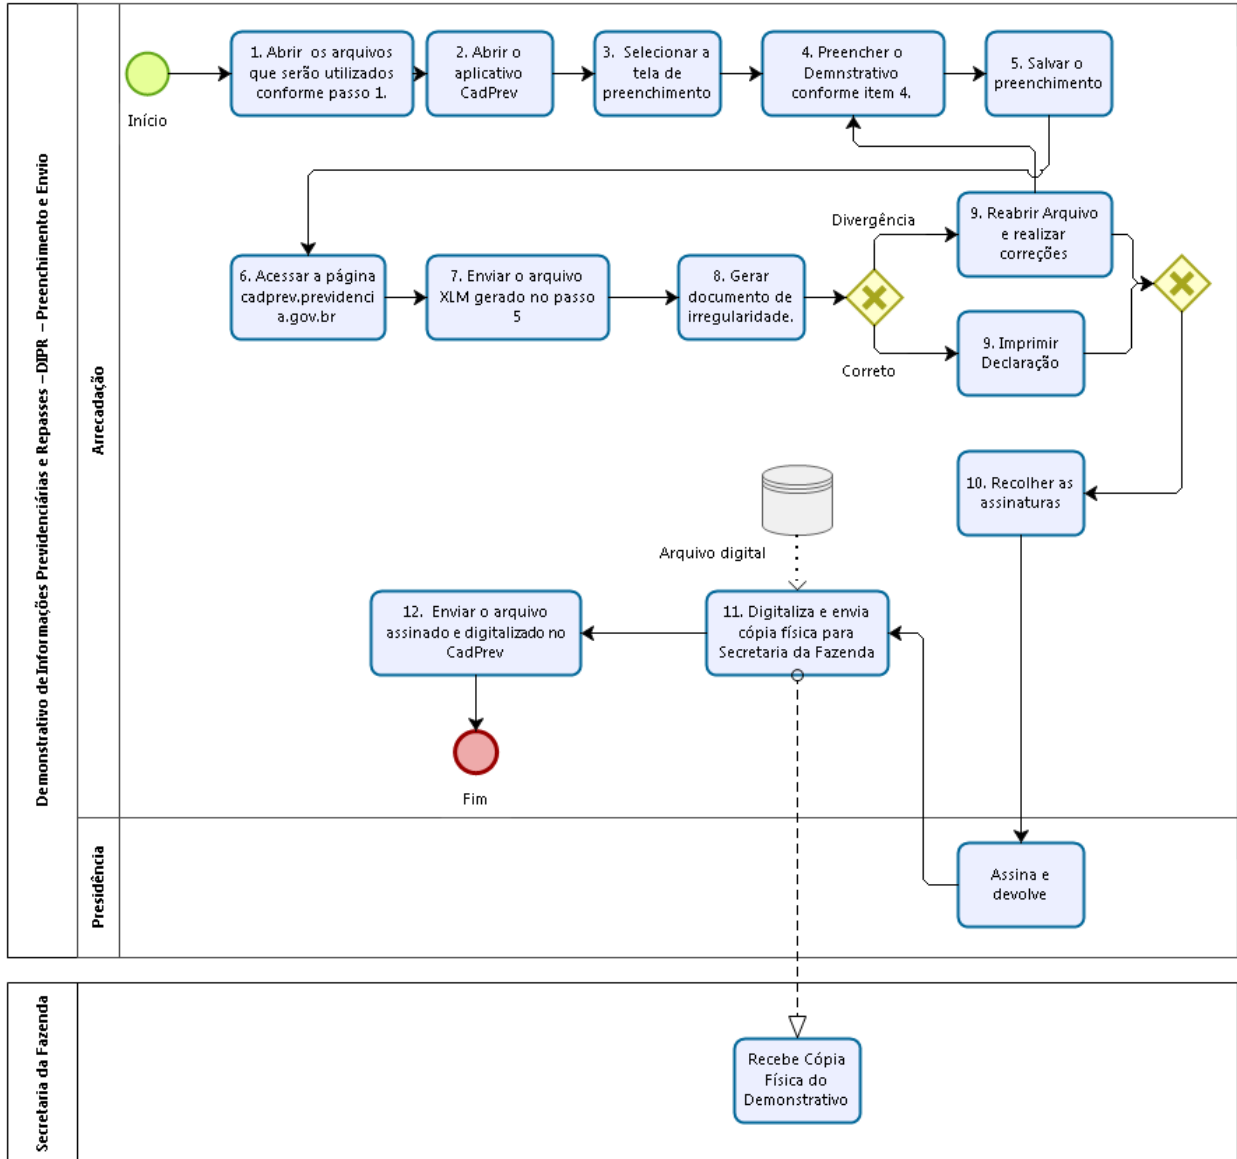 Demonstrativo de Informações Previdenciárias e Repasses – DIPR – Preenchimento e Envio
Arrecadação
Início
1. Abrir os arquivos
que serão utilizados
conforme passo 1.
2. Abrir o
aplicativo
CadPrev
3. Selecionar a
tela de
preenchimento
4. Preencher o
Demnstrativo
conforme item 4.
5. Salvar o
preenchimento
6. Acessar a página
cadprev.previdenci
a.gov.br
7. Enviar o arquivo
XLM gerado no passo
5
8. Gerar
documento de
irregularidade.
Divergência
9. Reabrir Arquivo
e realizar
correções
Correto
9. Imprimir
Declaração
10. Recolher as
assinaturas
Arquivo digital
11. Digitaliza e envia
cópia física para
Secretaria da Fazenda
12. Enviar o arquivo
assinado e digitalizado no
CadPrev
Fim
Presidência
Assina e
devolve
Secretaria da Fazenda
Recebe Cópia
Física do
Demonstrativo